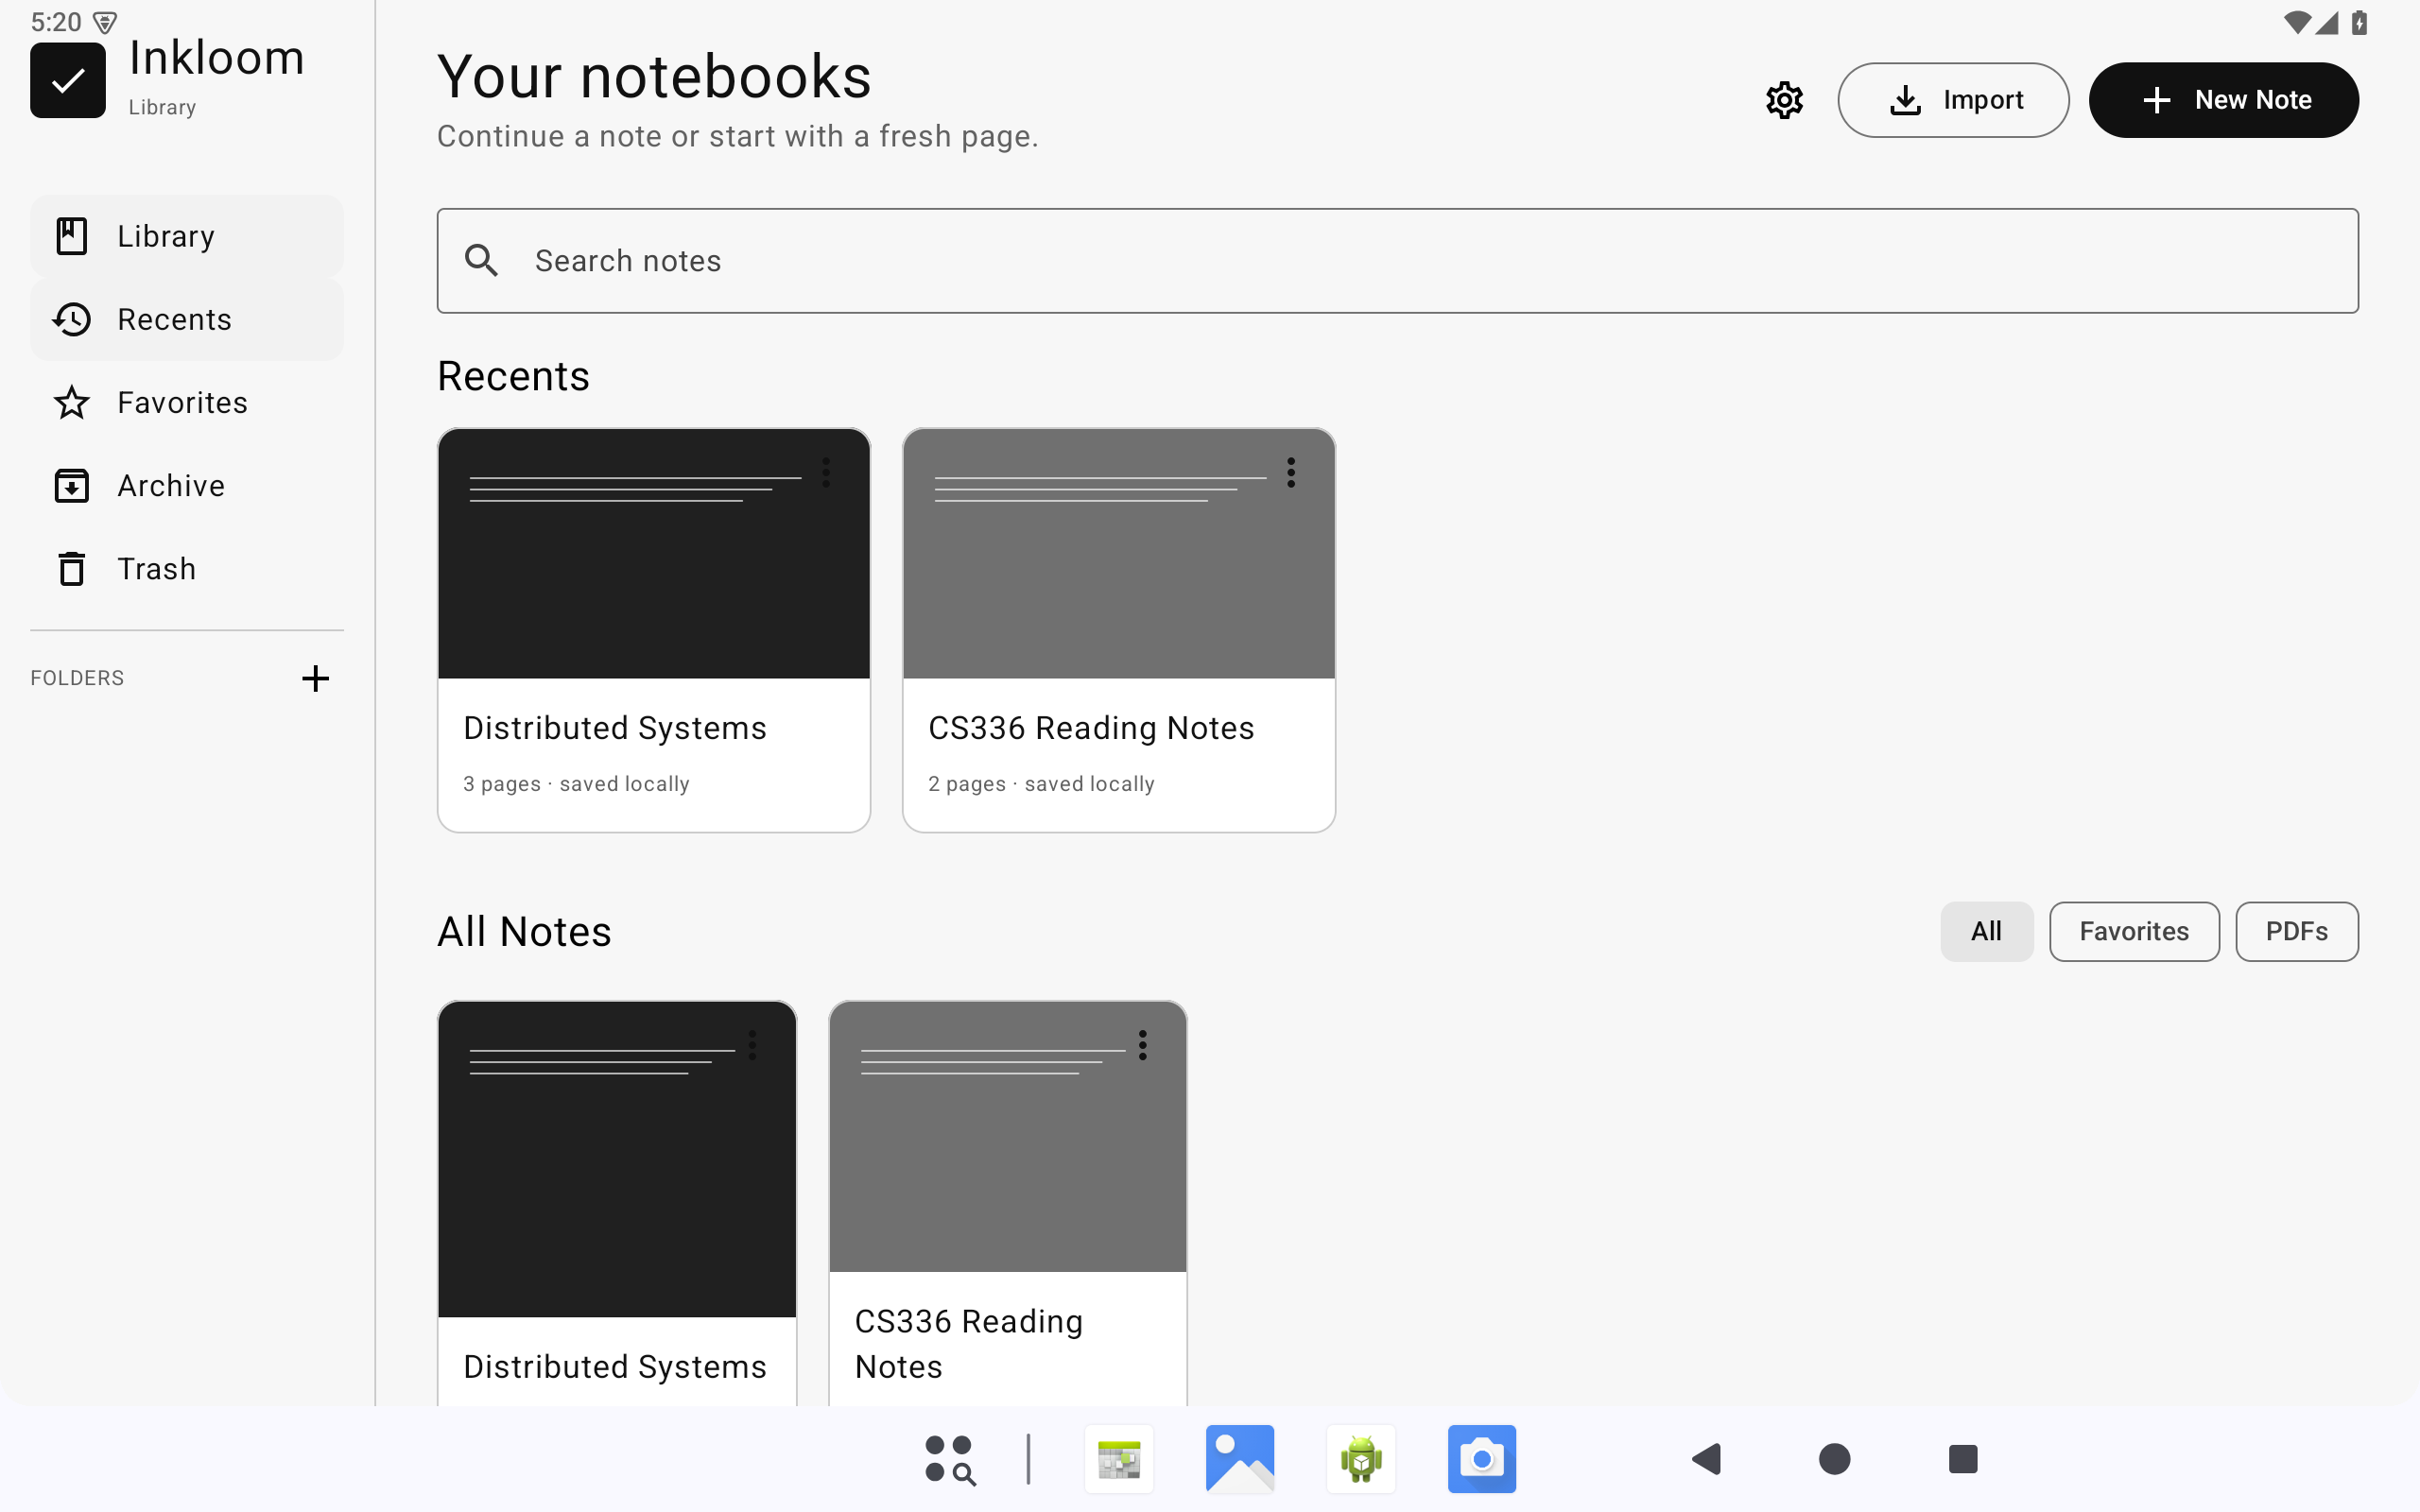 5:20
Inkloom
Library
Library
Recents
Favorites
Archive
Trash
FOLDERS
Your notebooks
Continue a note or start with a fresh page.
Import
New Note
Search notes
Recents
Distributed Systems
3 pages · saved locally
CS336 Reading Notes
2 pages · saved locally
All Notes
All
Favorites
PDFs
Distributed Systems
CS336 Reading
Notes